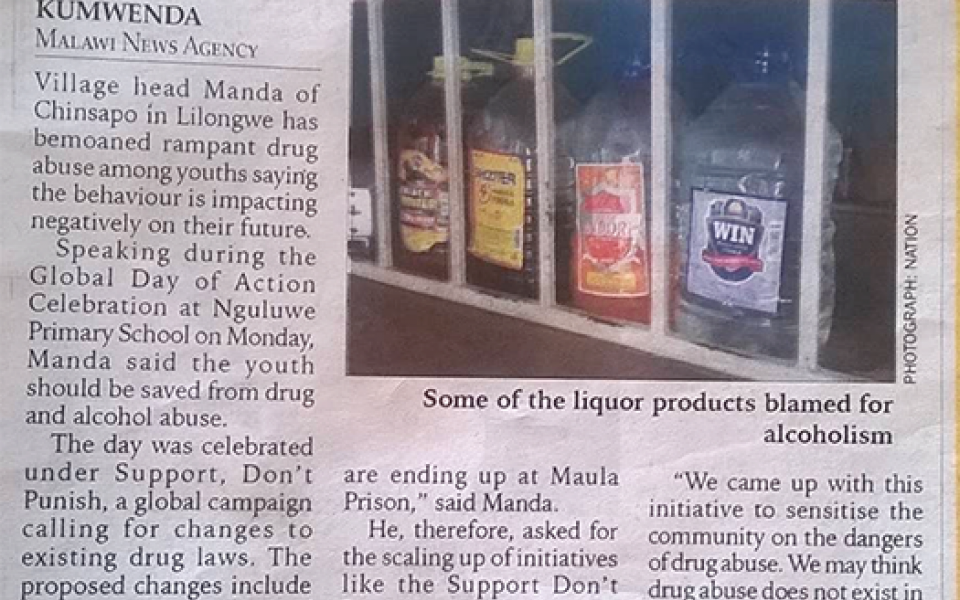 KUMWENDA
MALAWI NEWS AGENCY
Village head Manda of
Chinsapo in Lilongwe has
bemoaned rampant drug
abuse among youths saying
the behaviour is impacting
negatively on their future.
Speaking during the
Global Day of Action
Celebration at Nguluwe
Primary School on Monday,
Manda said the youth
should be saved from drug
and alcohol abuse.
The day was celebrated
under Support, Don't
Punish, a global campaign
calling for changes to
existing drug laws. The
proposed changes include
WIN
PHOTOGRAPH: NATION
Some of the liquor products blamed for
alcoholism
are ending up at Maula
Prison," said Manda.
He, therefore, asked for
the scaling up of initiatives
like the Support Don't
"We came up with this
initiative to sensitise the
community on the dangers
of drug abuse. We may think
drug abuse does not exist in